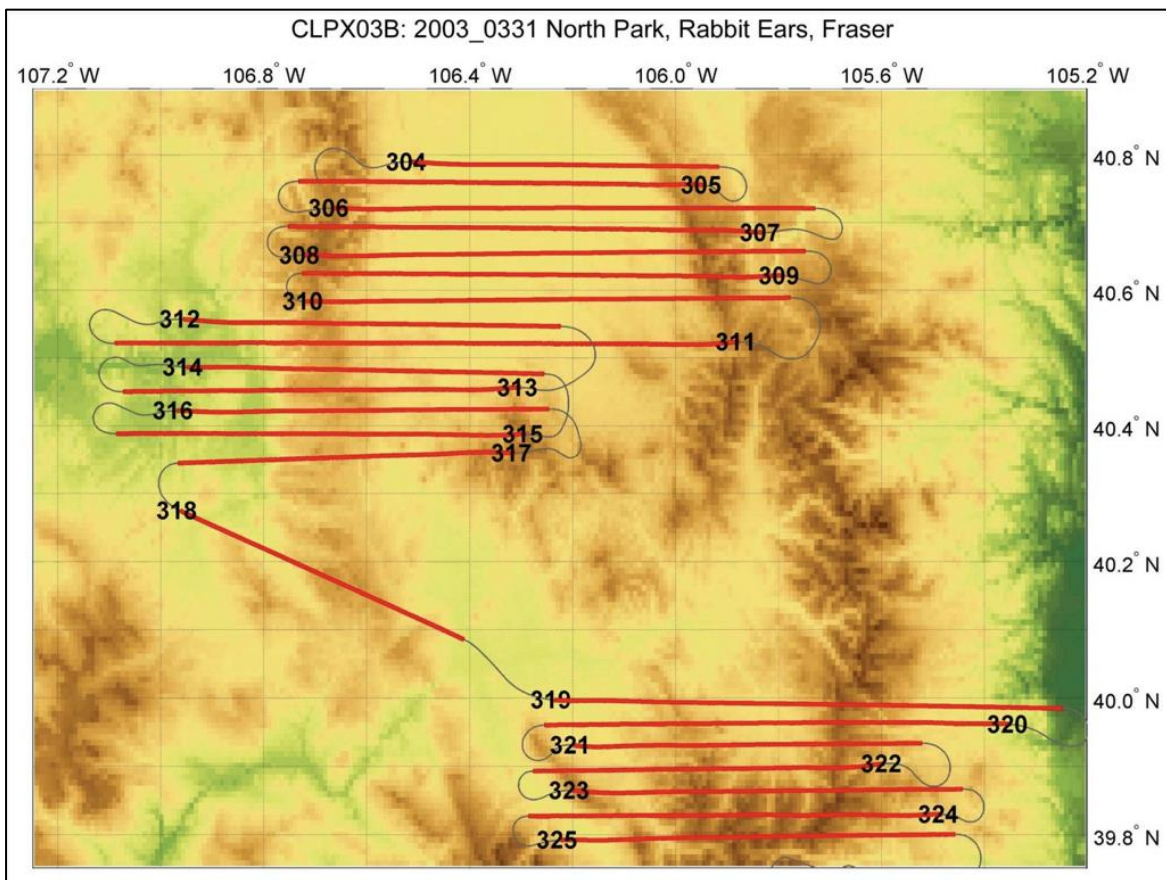 CLPX03B: 2003_0331 North Park, Rabbit Ears, Fraser
107.2° W 106.8° W 106.4° W 106.0° W 105.6° W 105.2° W
304
40.8° N
305
306
307
308
309
40.6° N
310
312
311
314
313
316
40.4° N
315
317
318
40.2° N
319
40.0° N
320
321
322
323
324
39.8° N
325